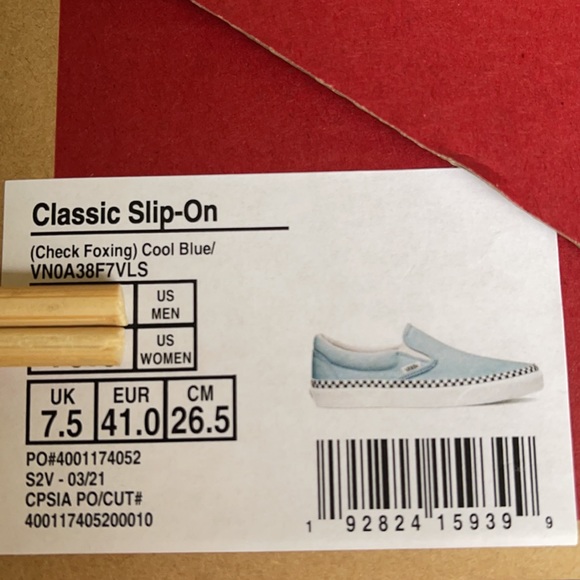 Classic Slip-On
(Check Foxing) Cool Blue/
VN0A38F7VLS
US
MEN
US
WOMEN
UK EUR CM
7.5 41.0 26.5
PO#4001174052
S2V - 03/21
CPSIA PO/CUT#
400117405200010
1 92824 15939 9